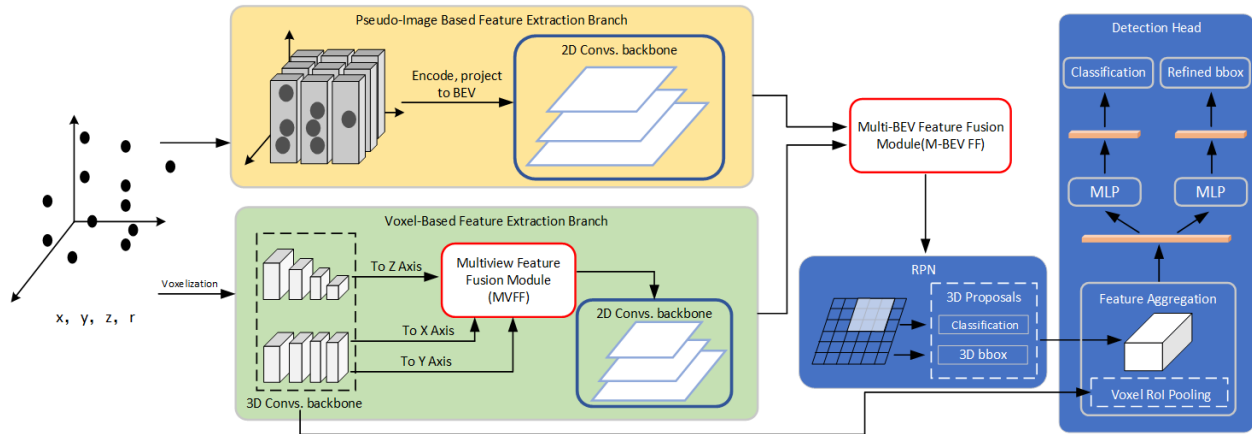 Pseudo-Image Based Feature Extraction Branch
2D Convs. backbone
Encode, project
to BEV
x, y, z, r
Voxelization
Voxel-Based Feature Extraction Branch
To Z Axis
Multiview Feature
Fusion Module
(MVFF)
To X Axis
To Y Axis
2D Convs. backbone
3D Convs. backbone
Multi-BEV Feature Fusion
Module(M-BEV FF)
RPN
3D Proposals
Classification
3D bbox
Detection Head
Classification
Refined bbox
MLP
MLP
Feature Aggregation
Voxel RoI Pooling